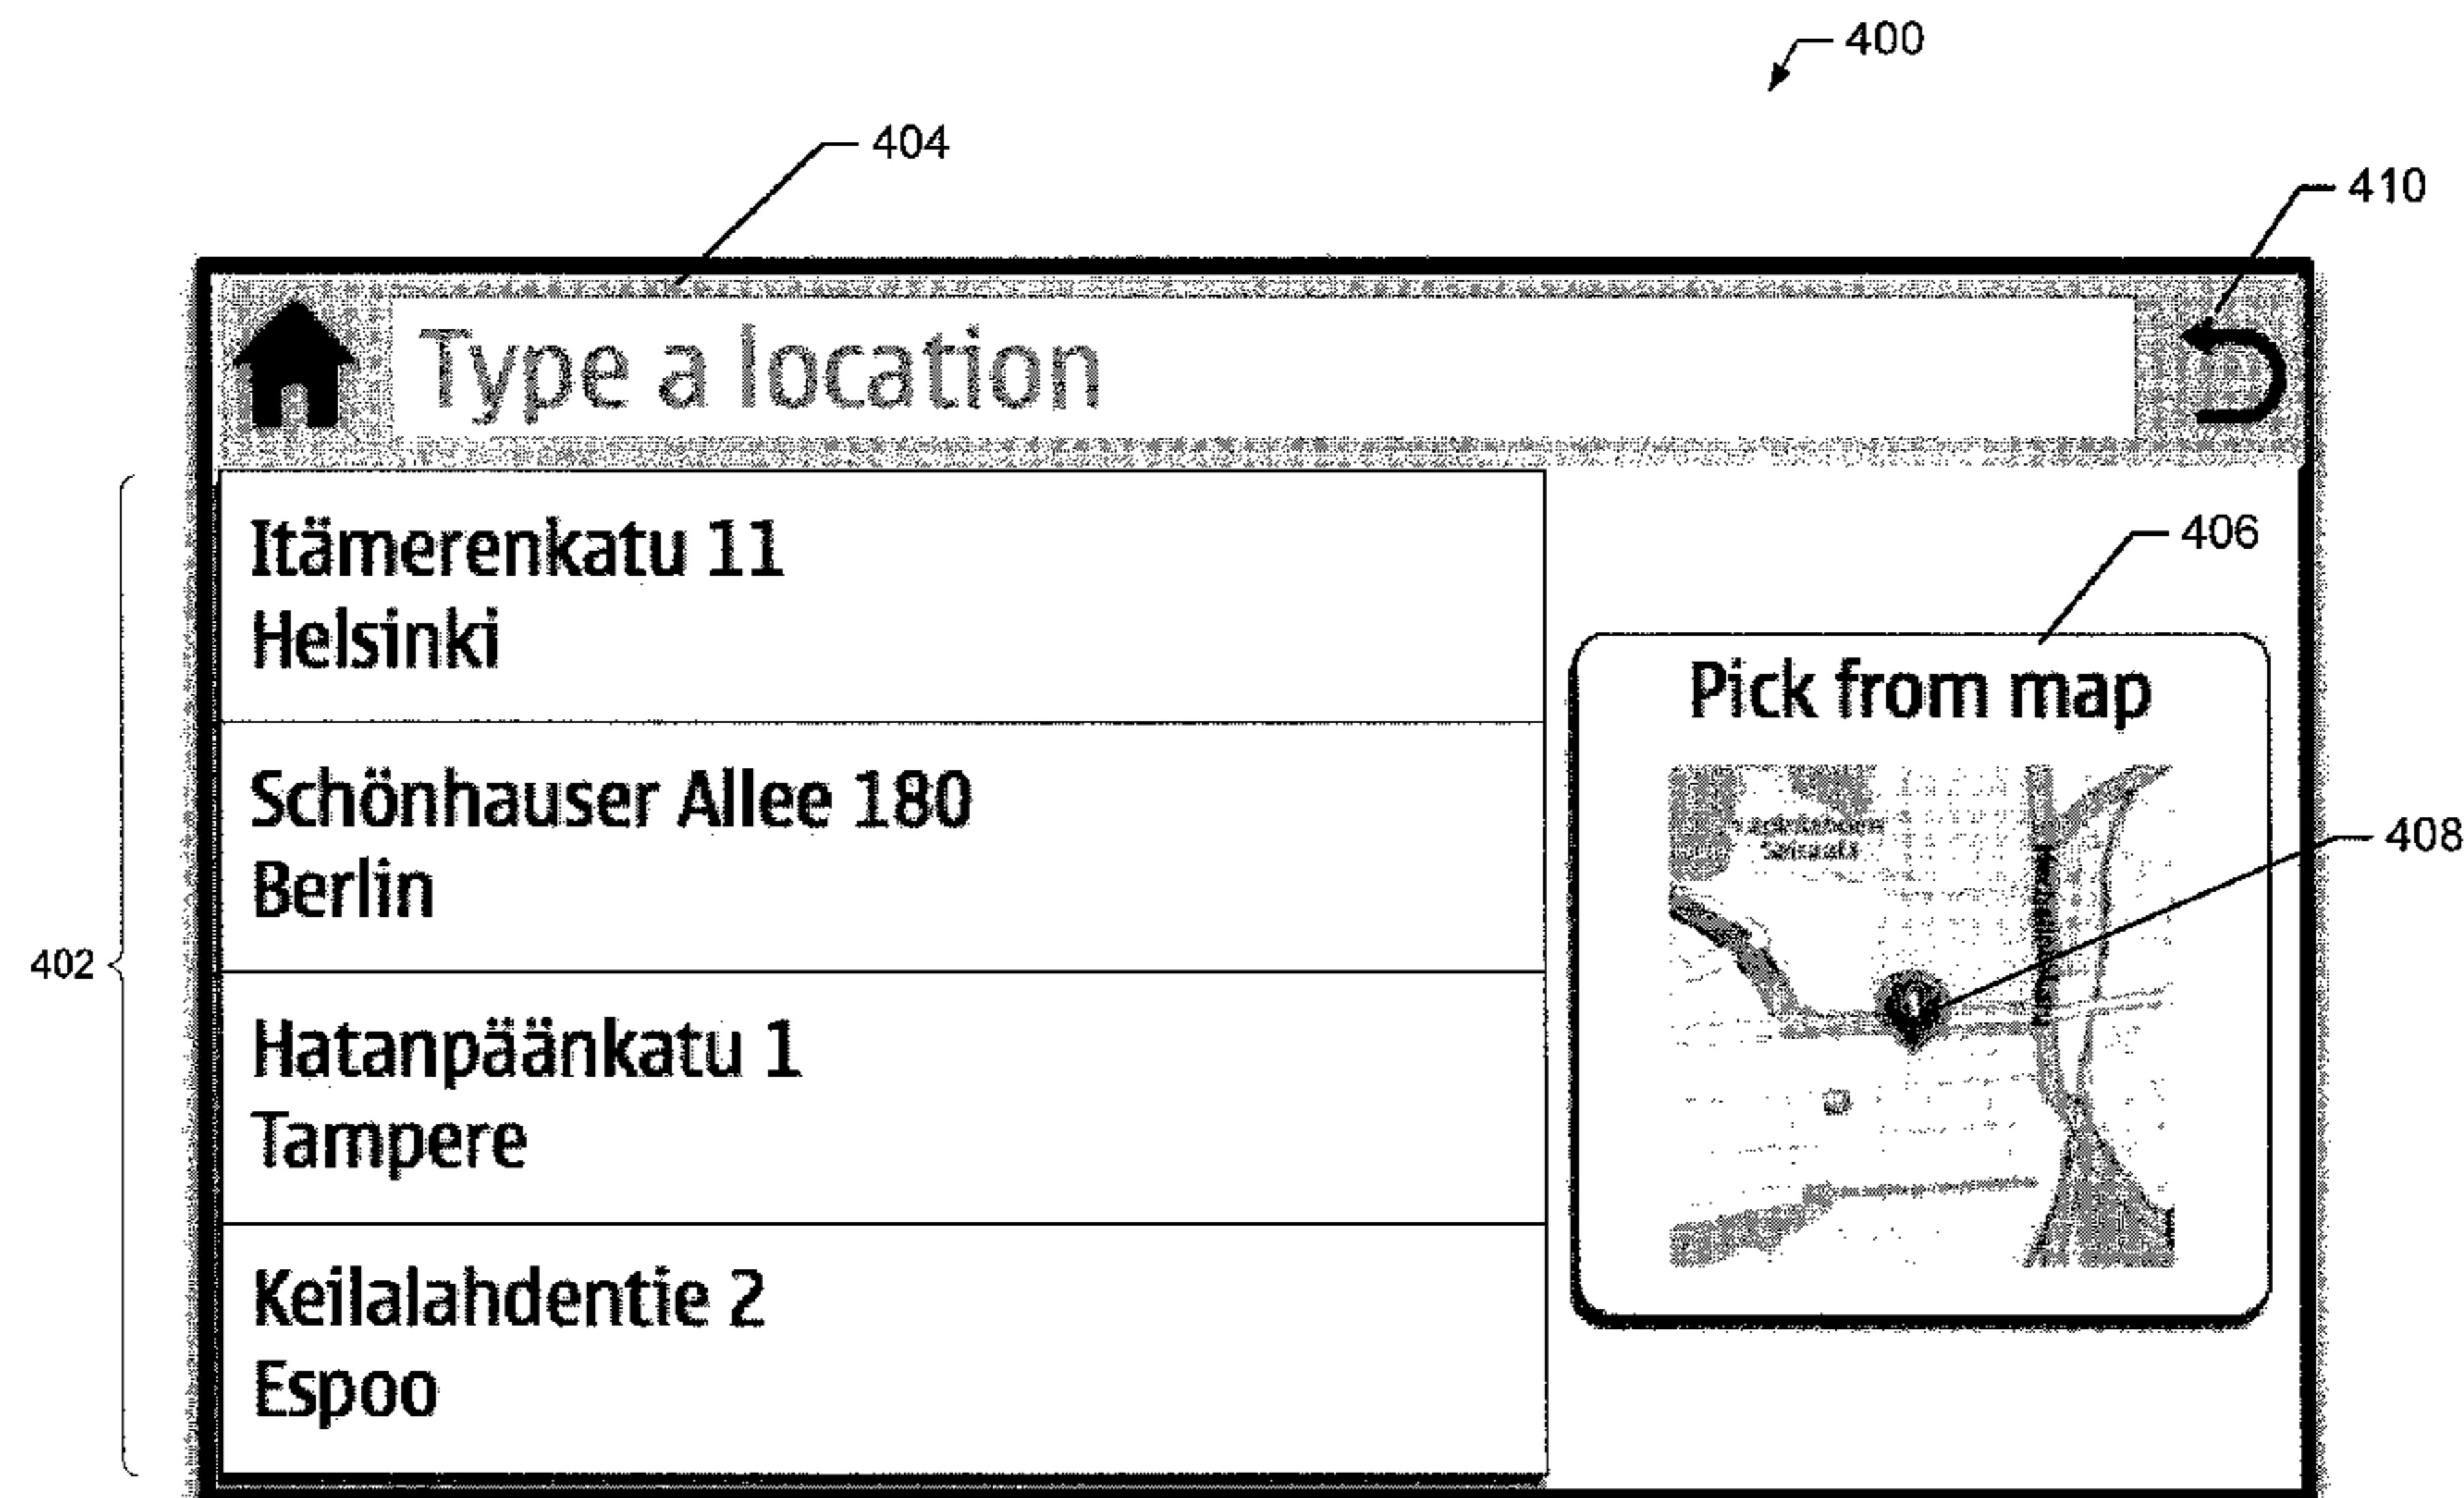 400
404
410
Type a location
Itämerenkatu 11
Helsinki
406
Pick from map
Schönhauser Allee 180
Berlin
408
402
Hatanpäänkatu 1
Tampere
Keilalahdentie 2
Espoo